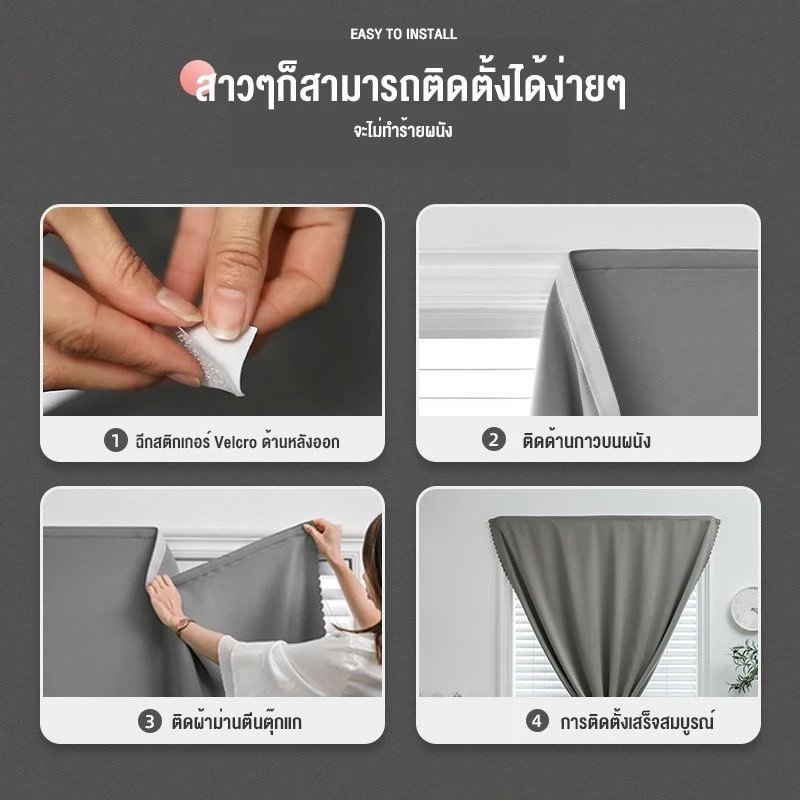 EASY TO INSTALL
สาวๆก็สามารถติดตั้งได้ง่ายๆ
จะไม่ทำร้ายผนัง
1 ฉีกสติกเกอร์ Velcro ด้านหลังออก
2 ติดด้านกาวบนผนัง
3 ติดผ้าม่านตีนตุ๊กแก
4 การติดตั้งเสร็จสมบูรณ์